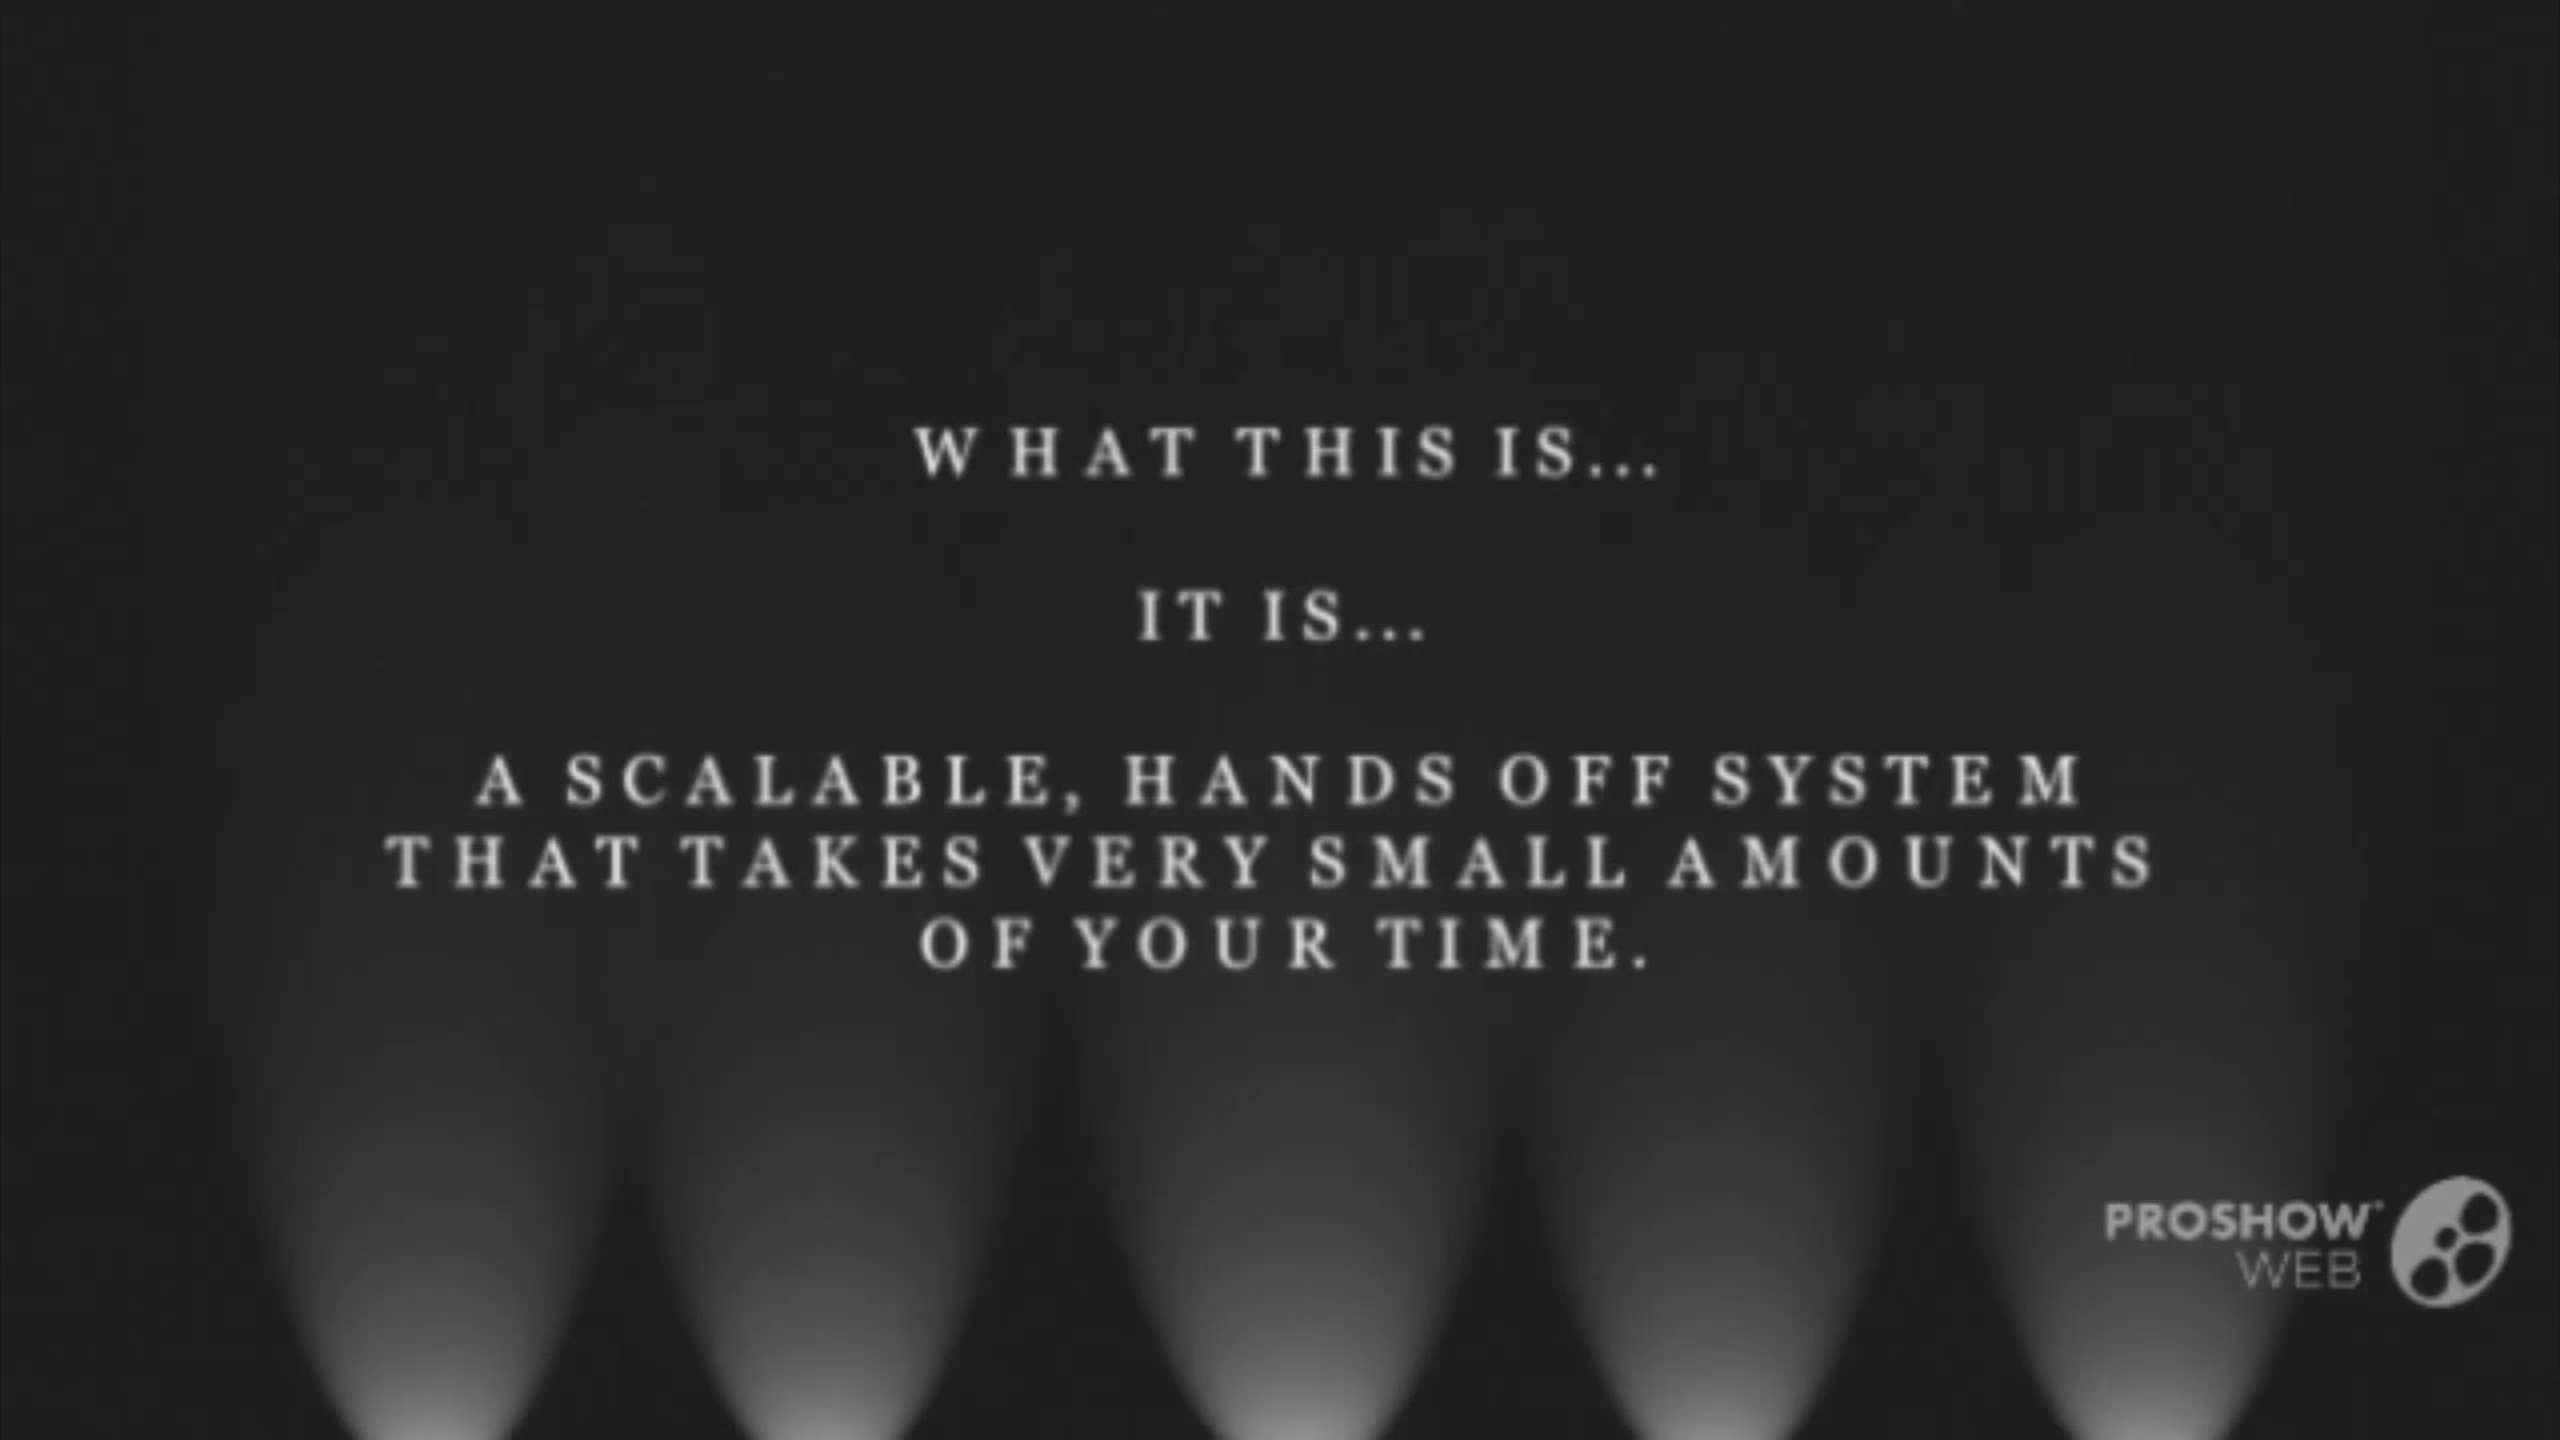 WHAT THIS IS...
IT IS...
A SCALABLE, HANDS OFF SYSTEM
THAT TAKES VERY SMALL AMOUNTS
OF YOUR TIME.
PROSHOW
WEB